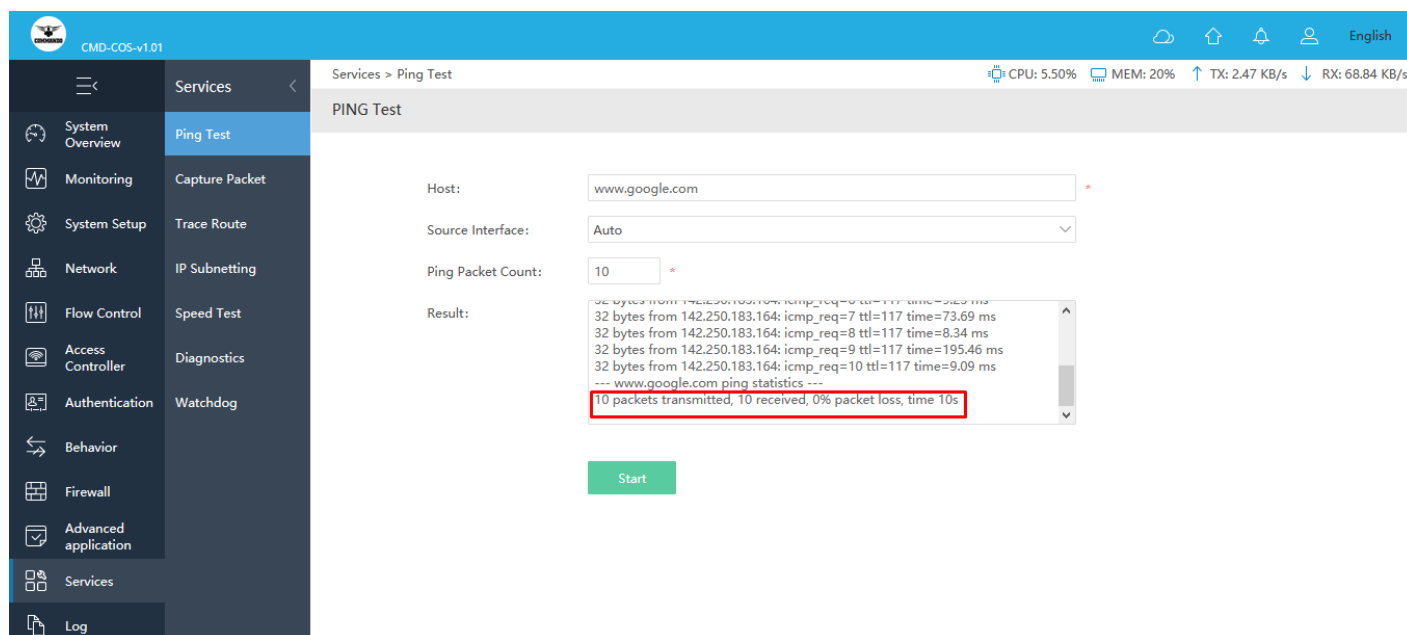 COMMANDO
CMD-COS-v1.01
English
Services
Services > Ping Test
CPU: 5.50%
MEM: 20%
TX: 2.47 KB/s
RX: 68.84 KB/s
PING Test
System
Overview
Monitoring
System Setup
Network
Flow Control
Access
Controller
Authentication
Behavior
Firewall
Advanced
application
Services
Log
Ping Test
Capture Packet
Trace Route
IP Subnetting
Speed Test
Diagnostics
Watchdog
Host:
www.google.com
*
Source Interface:
Auto
Ping Packet Count:
10
*
Result:
32 bytes from 142.250.183.164: icmp_req=7 ttl=117 time=73.69 ms
32 bytes from 142.250.183.164: icmp_req=8 ttl=117 time=8.34 ms
32 bytes from 142.250.183.164: icmp_req=9 ttl=117 time=195.46 ms
32 bytes from 142.250.183.164: icmp_req=10 ttl=117 time=9.09 ms
--- www.google.com ping statistics ---
10 packets transmitted, 10 received, 0% packet loss, time 10s
Start